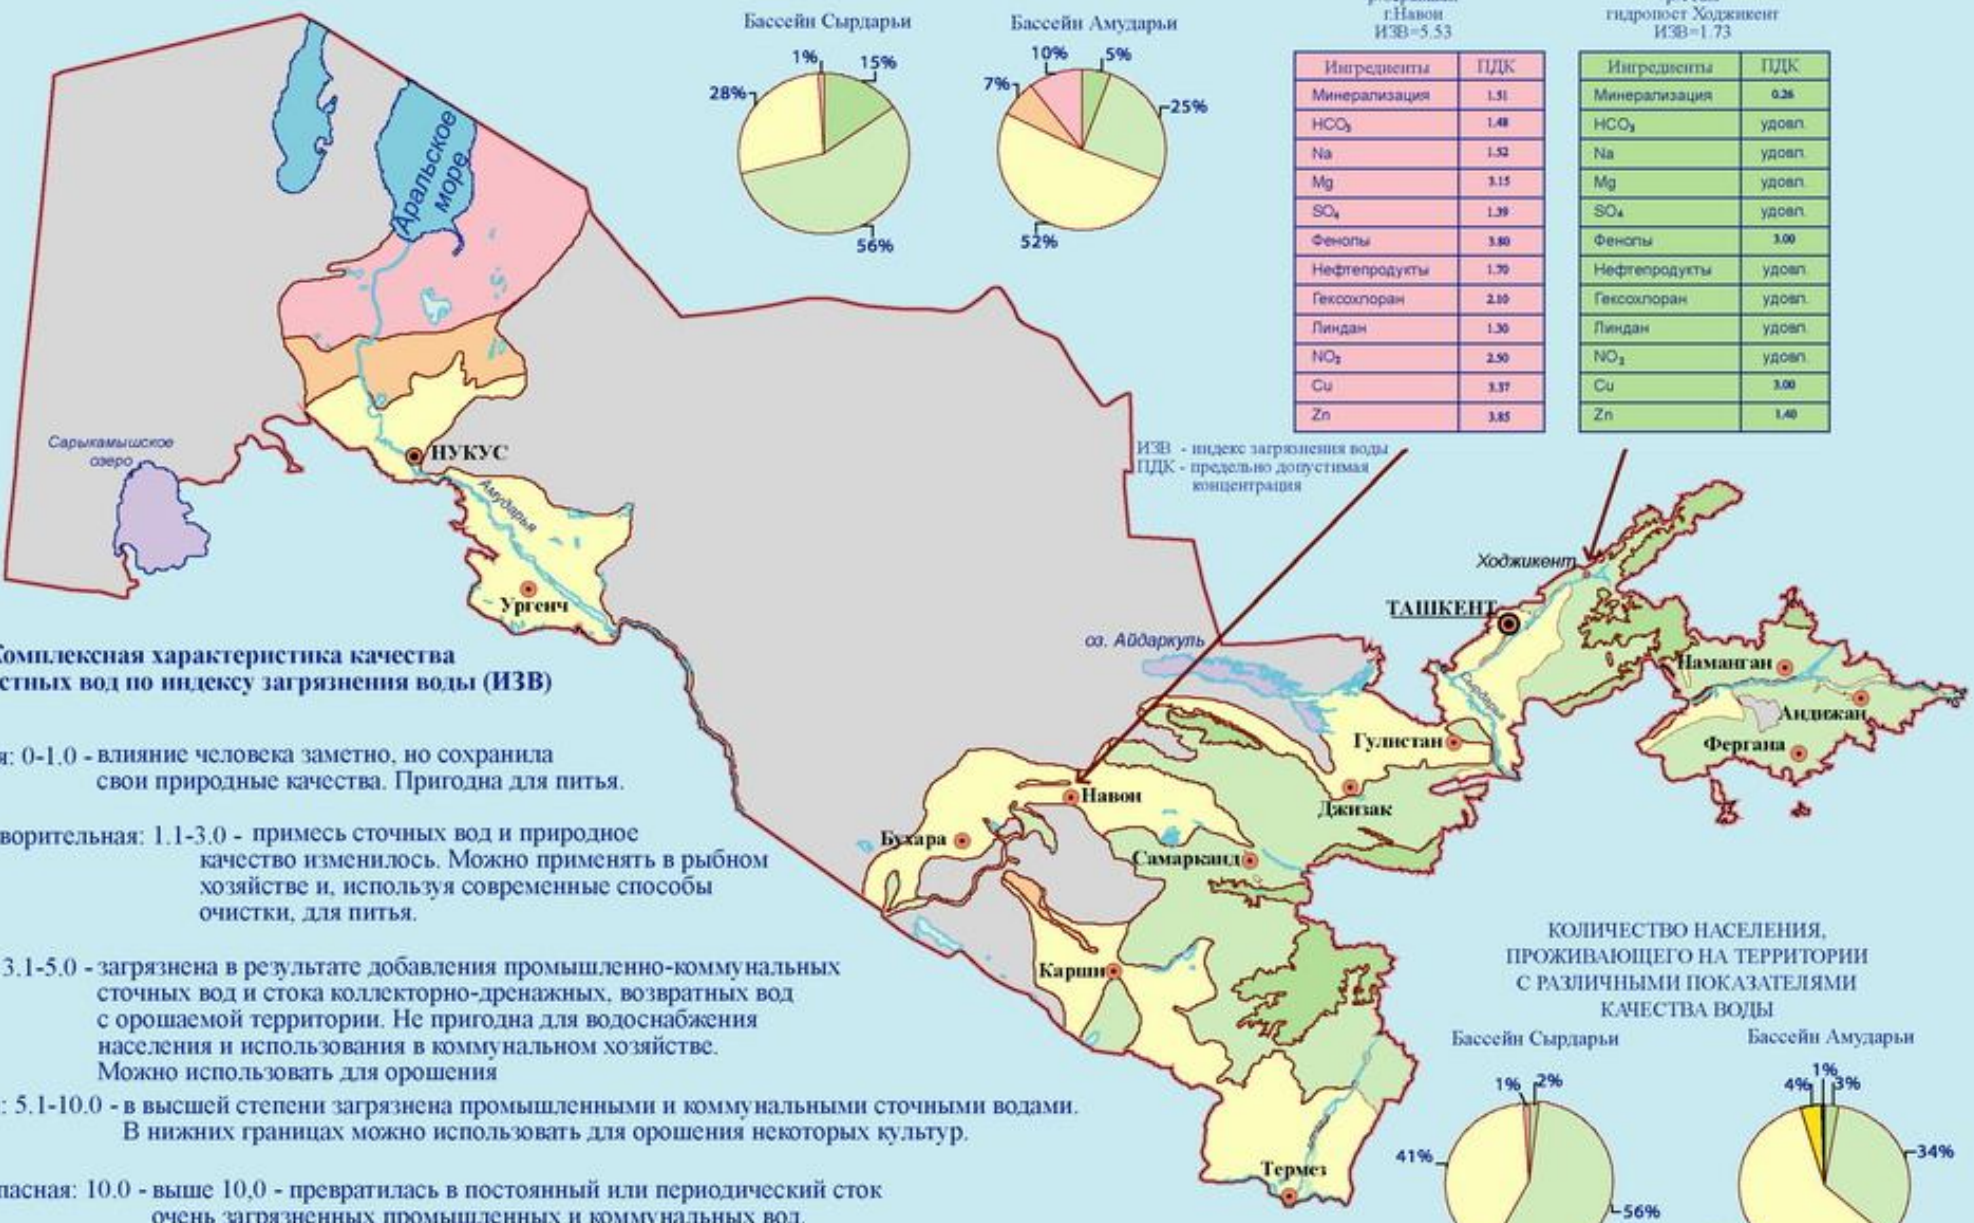 Бассейн Сырдарьи
1%
15%
28%
56%
Бассейн Амударьи
10%
5%
7%
25%
52%
г.Навои
ИЗВ=5.53
Ингредиенты ПДК
Минерализация 1.51
HCO₃ 1.48
Na 1.52
Mg 3.15
SO₄ 1.39
Фенолы 3.80
Нефтепродукты 1.70
Гексохлоран 2.10
Линдан 1.30
NO₂ 2.50
Cu 3.37
Zn 3.85
гидропост Ходжикент
ИЗВ=1.73
Ингредиенты ПДК
Минерализация 0.26
HCO₃ удовл.
Na удовл.
Mg удовл.
SO₄ удовл.
Фенолы 3.00
Нефтепродукты удовл.
Гексохлоран удовл.
Линдан удовл.
NO₂ удовл.
Cu 3.00
Zn 1.40
ИЗВ - индекс загрязнения воды
ПДК - предельно допустимая
концентрация
Аральское
море
Сарыкамышское
озеро
НУКУС
Амударья
Ургенч
оз. Айдаркуль
Ходжикент
ТАШКЕНТ
Сырдарья
Наманган
Андижан
Фергана
Гулистан
Джизак
Навои
Бухара
Самарканд
Карши
Термез
Комплексная характеристика качества
стных вод по индексу загрязнения воды (ИЗВ)
я: 0-1.0 - влияние человека заметно, но сохранила
свои природные качества. Пригодна для питья.
ворительная: 1.1-3.0 - примесь сточных вод и природное
качество изменилось. Можно применять в рыбном
хозяйстве и, используя современные способы
очистки, для питья.
3.1-5.0 - загрязнена в результате добавления промышленно-коммунальных
сточных вод и стока коллекторно-дренажных, возвратных вод
с орошаемой территории. Не пригодна для водоснабжения
населения и использования в коммунальном хозяйстве.
Можно использовать для орошения
: 5.1-10.0 - в высшей степени загрязнена промышленными и коммунальными сточными водами.
В нижних границах можно использовать для орошения некоторых культур.
пасная: 10.0 - выше 10,0 - превратилась в постоянный или периодический сток
очень загрязненных промышленных и коммунальных вод.
КОЛИЧЕСТВО НАСЕЛЕНИЯ,
ПРОЖИВАЮЩЕГО НА ТЕРРИТОРИИ
С РАЗЛИЧНЫМИ ПОКАЗАТЕЛЯМИ
КАЧЕСТВА ВОДЫ
Бассейн Сырдарьи
1%
2%
41%
56%
Бассейн Амударьи
4%
1%
3%
34%